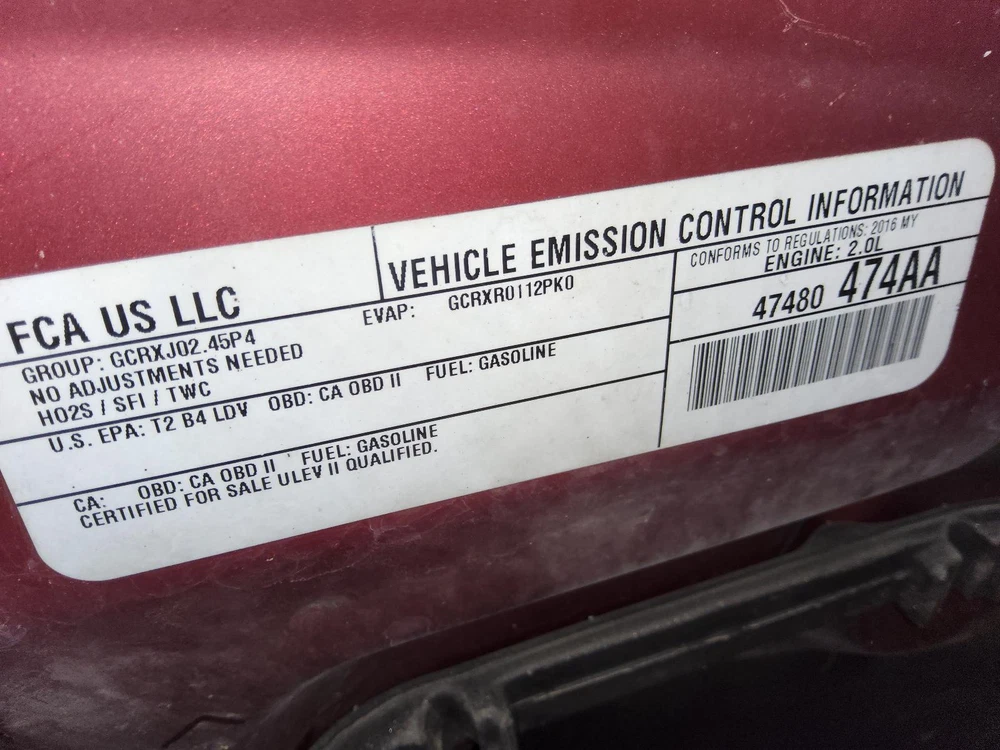 FCA US LLC
VEHICLE EMISSION CONTROL INFORMATION
GROUP: GCRXJ02.45P4
EVAP: GCRXR0112PK0
NO ADJUSTMENTS NEEDED
HO2S / SFI / TWC
CONFORMS TO REGULATIONS: 2016 MY
ENGINE: 2.0L
47480 474AA
U.S. EPA: T2 B4 LDV OBD: CA OBD II FUEL: GASOLINE
CA: OBD: CA OBD II FUEL: GASOLINE
CERTIFIED FOR SALE ULEV II QUALIFIED.